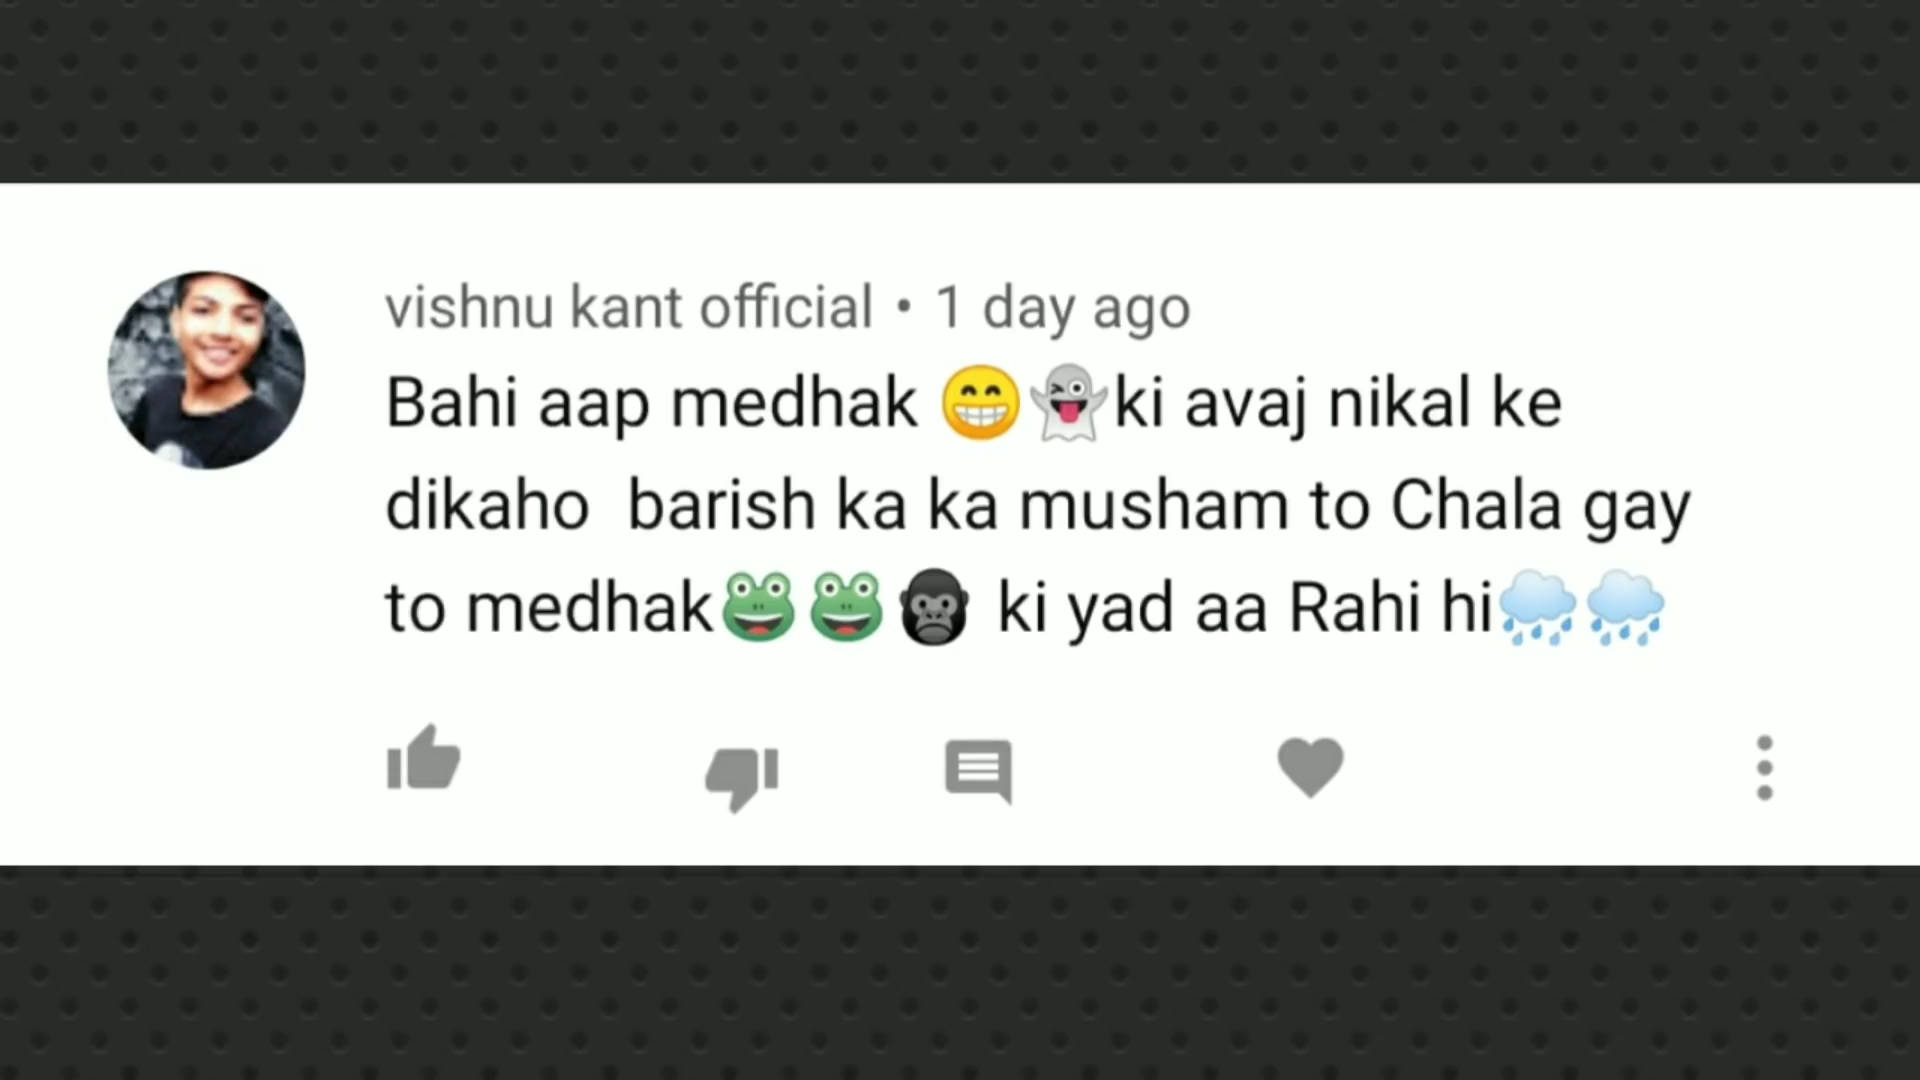 vishnu kant official • 1 day ago
Bahi aap medhak 😁👻ki avaj nikal ke
dikaho  barish ka ka musham to Chala gay
to medhak🐸🐸🦍 ki yad aa Rahi hi🌧️🌧️